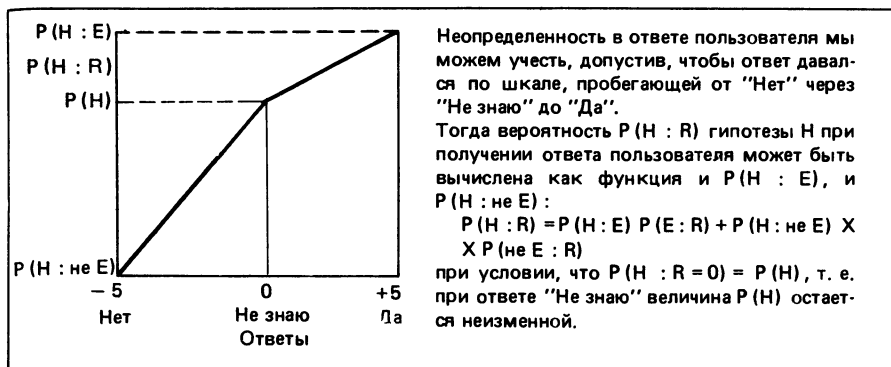 P(H : E)
P(H : R)
P(H)
P(H : не E)
– 5
0
+5
Нет
Не знаю
Да
Ответы
Неопределенность в ответе пользователя мы
можем учесть, допустив, чтобы ответ давал-
ся по шкале, пробегающей от "Нет" через
"Не знаю" до "Да".
Тогда вероятность P(H : R) гипотезы H при
получении ответа пользователя может быть
вычислена как функция и P(H : E), и
P(H : не E) :
P(H : R) = P(H : E) P(E : R) + P(H : не E) X
X P(не E : R)
при условии, что P(H : R = 0) = P(H), т. е.
при ответе "Не знаю" величина P(H) остает-
ся неизменной.